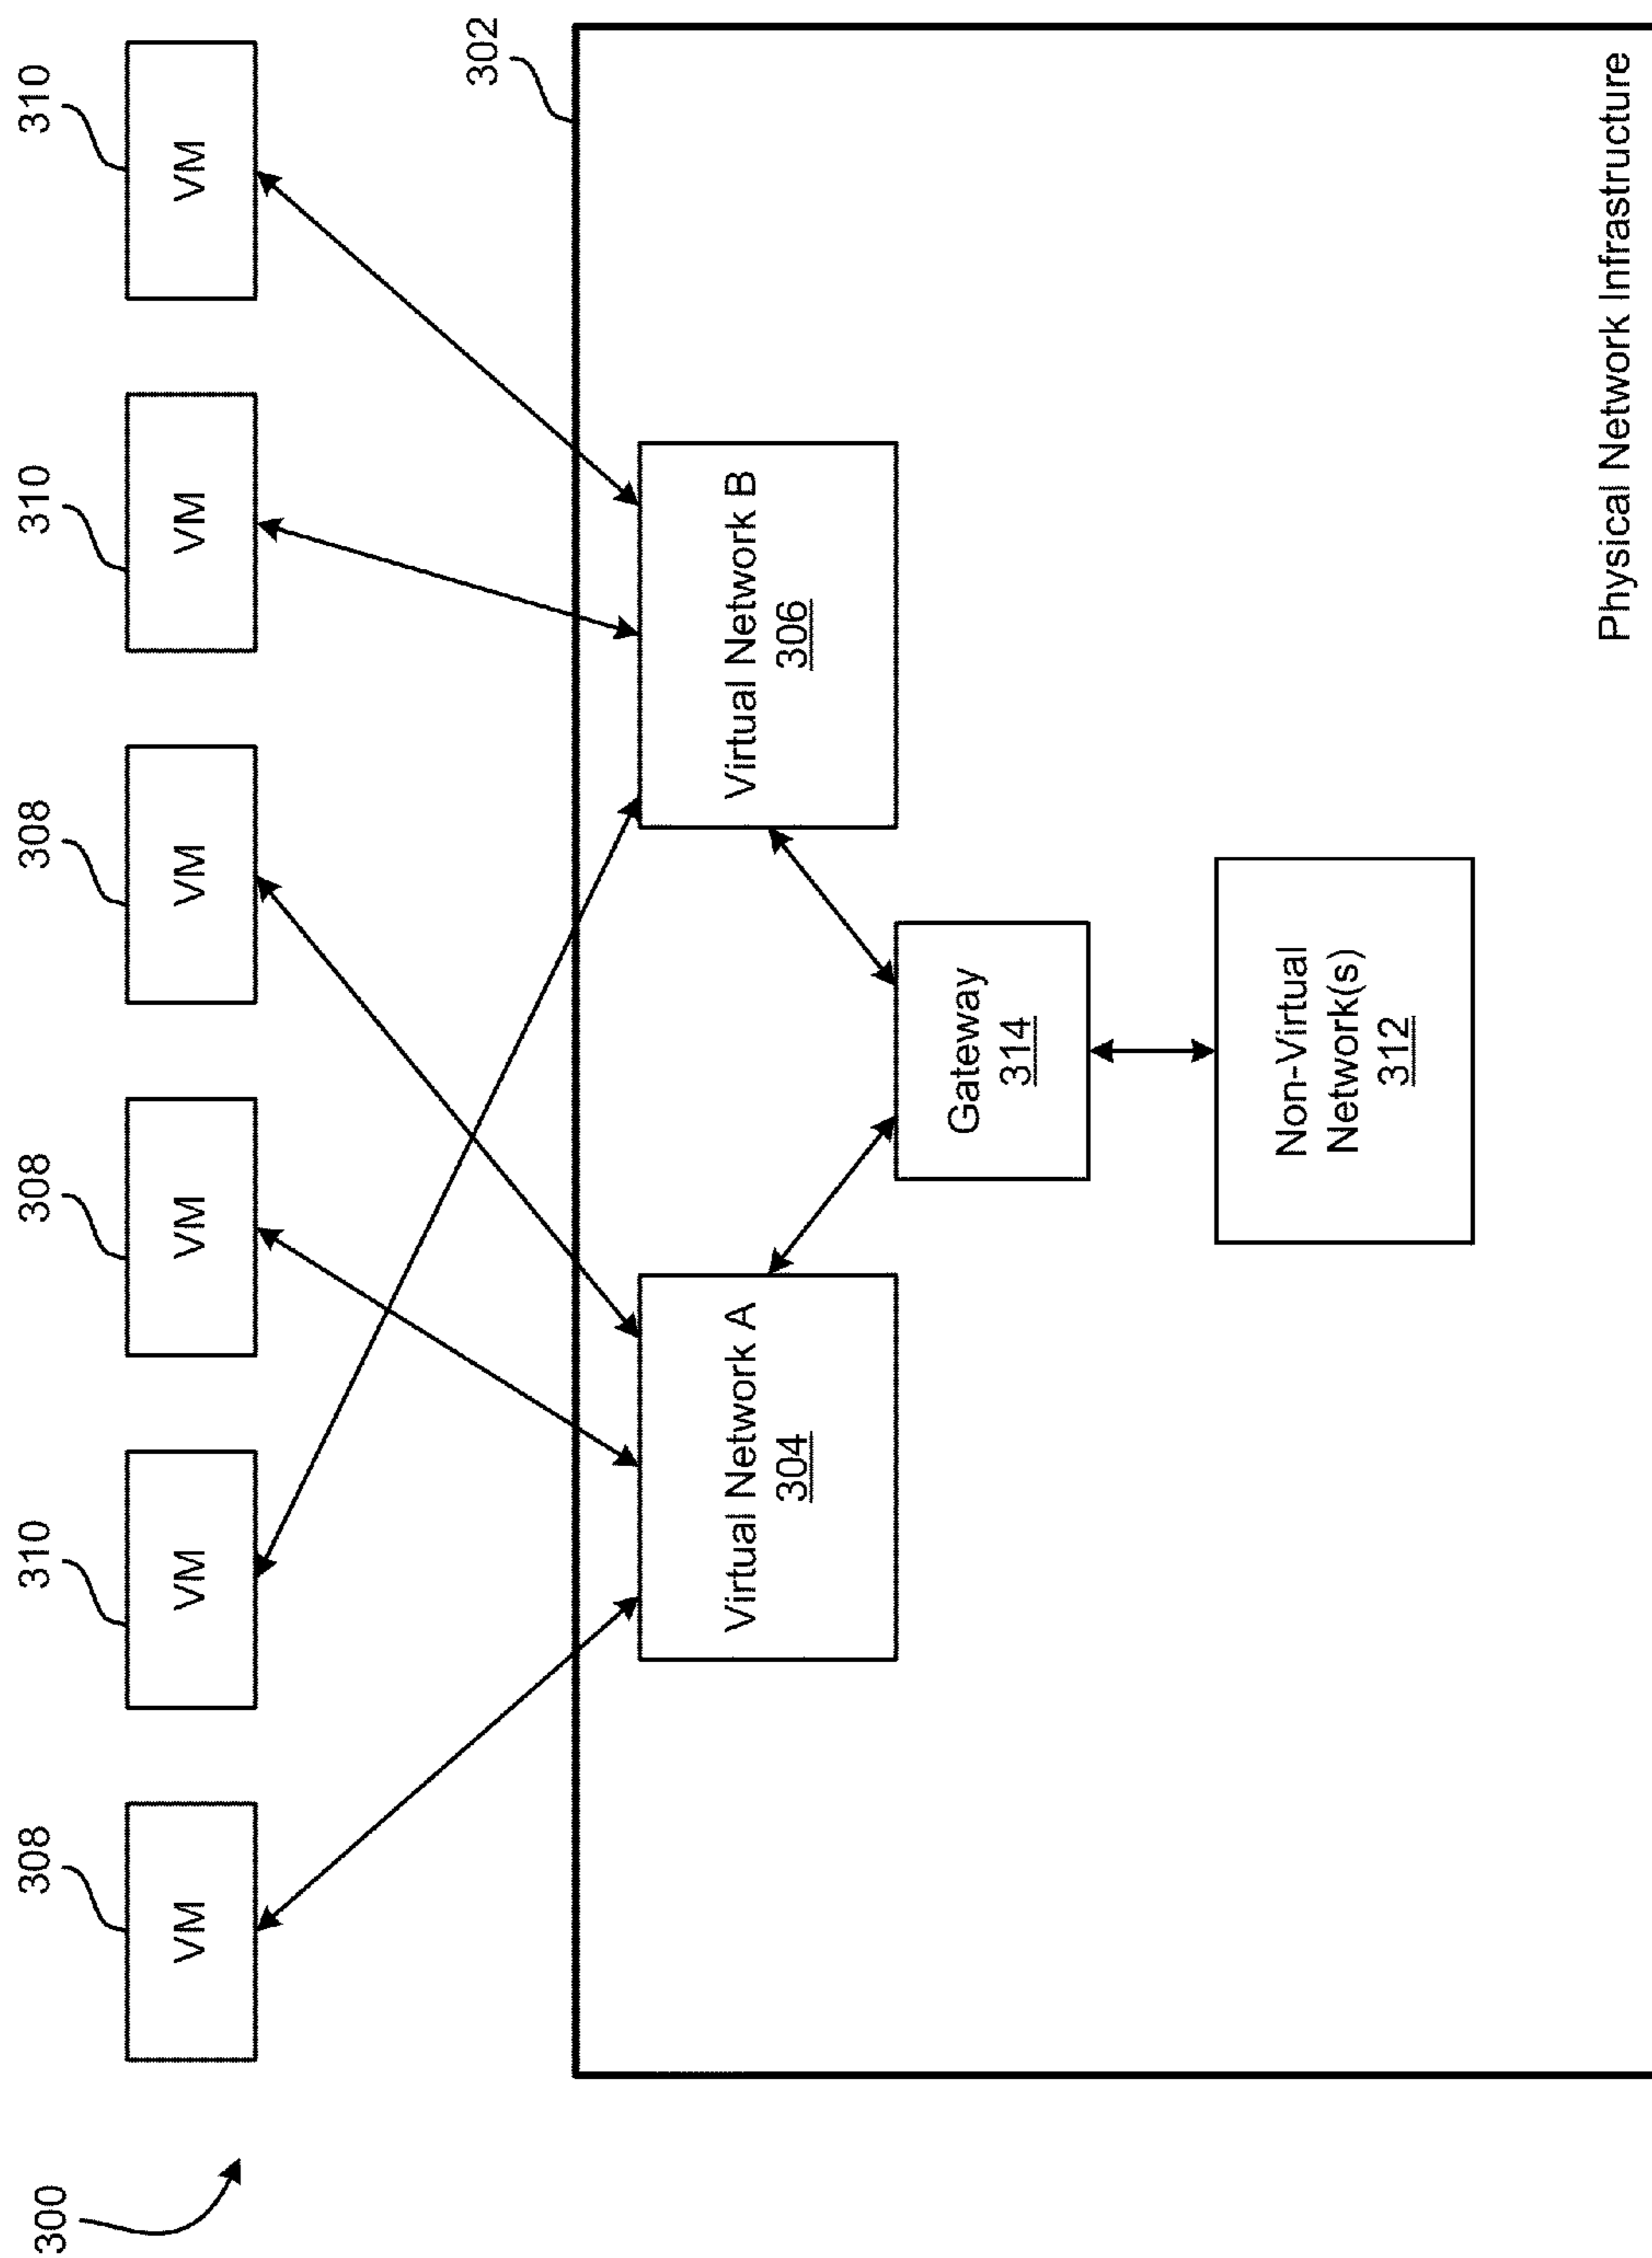 300
308
310
308
308
310
310
VM
VM
VM
VM
VM
VM
302
Virtual Network A
304
Virtual Network B
306
Gateway
314
Non-Virtual
Network(s)
312
Physical Network Infrastructure